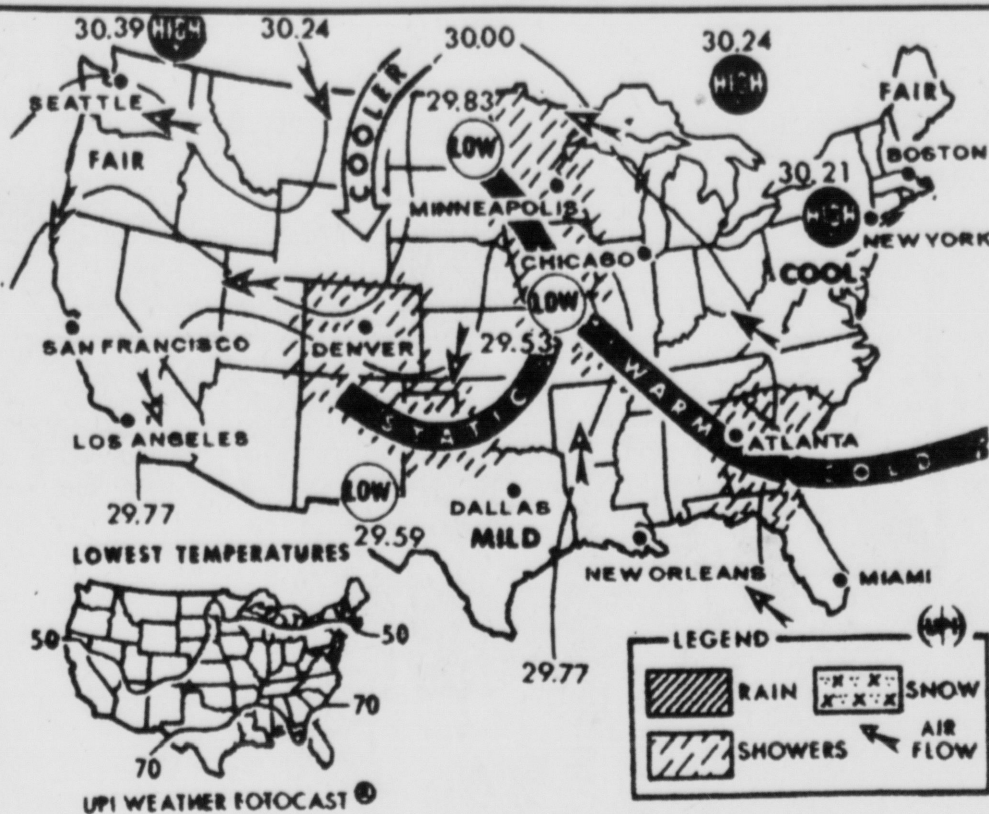 30.39 HIGH 30.24 30.00 30.24
HIGH
SEATTLE COOLER 29.83 FAIR
FAIR LOW BOSTON
30.21
MINNEAPOLIS HIGH
NEW YORK
CHICAGO COOL
LOW
SAN FRANCISCO DENVER 29.53
STATIC WARM
LOS ANGELES ATLANTA
COLD
LOW
29.77 DALLAS
LOWEST TEMPERATURES 29.59 MILD
NEW ORLEANS MIAMI
50 50
LEGEND UPI
29.77
RAIN SNOW
70
SHOWERS AIR
FLOW
70
UPI WEATHER FOTOCAST ®